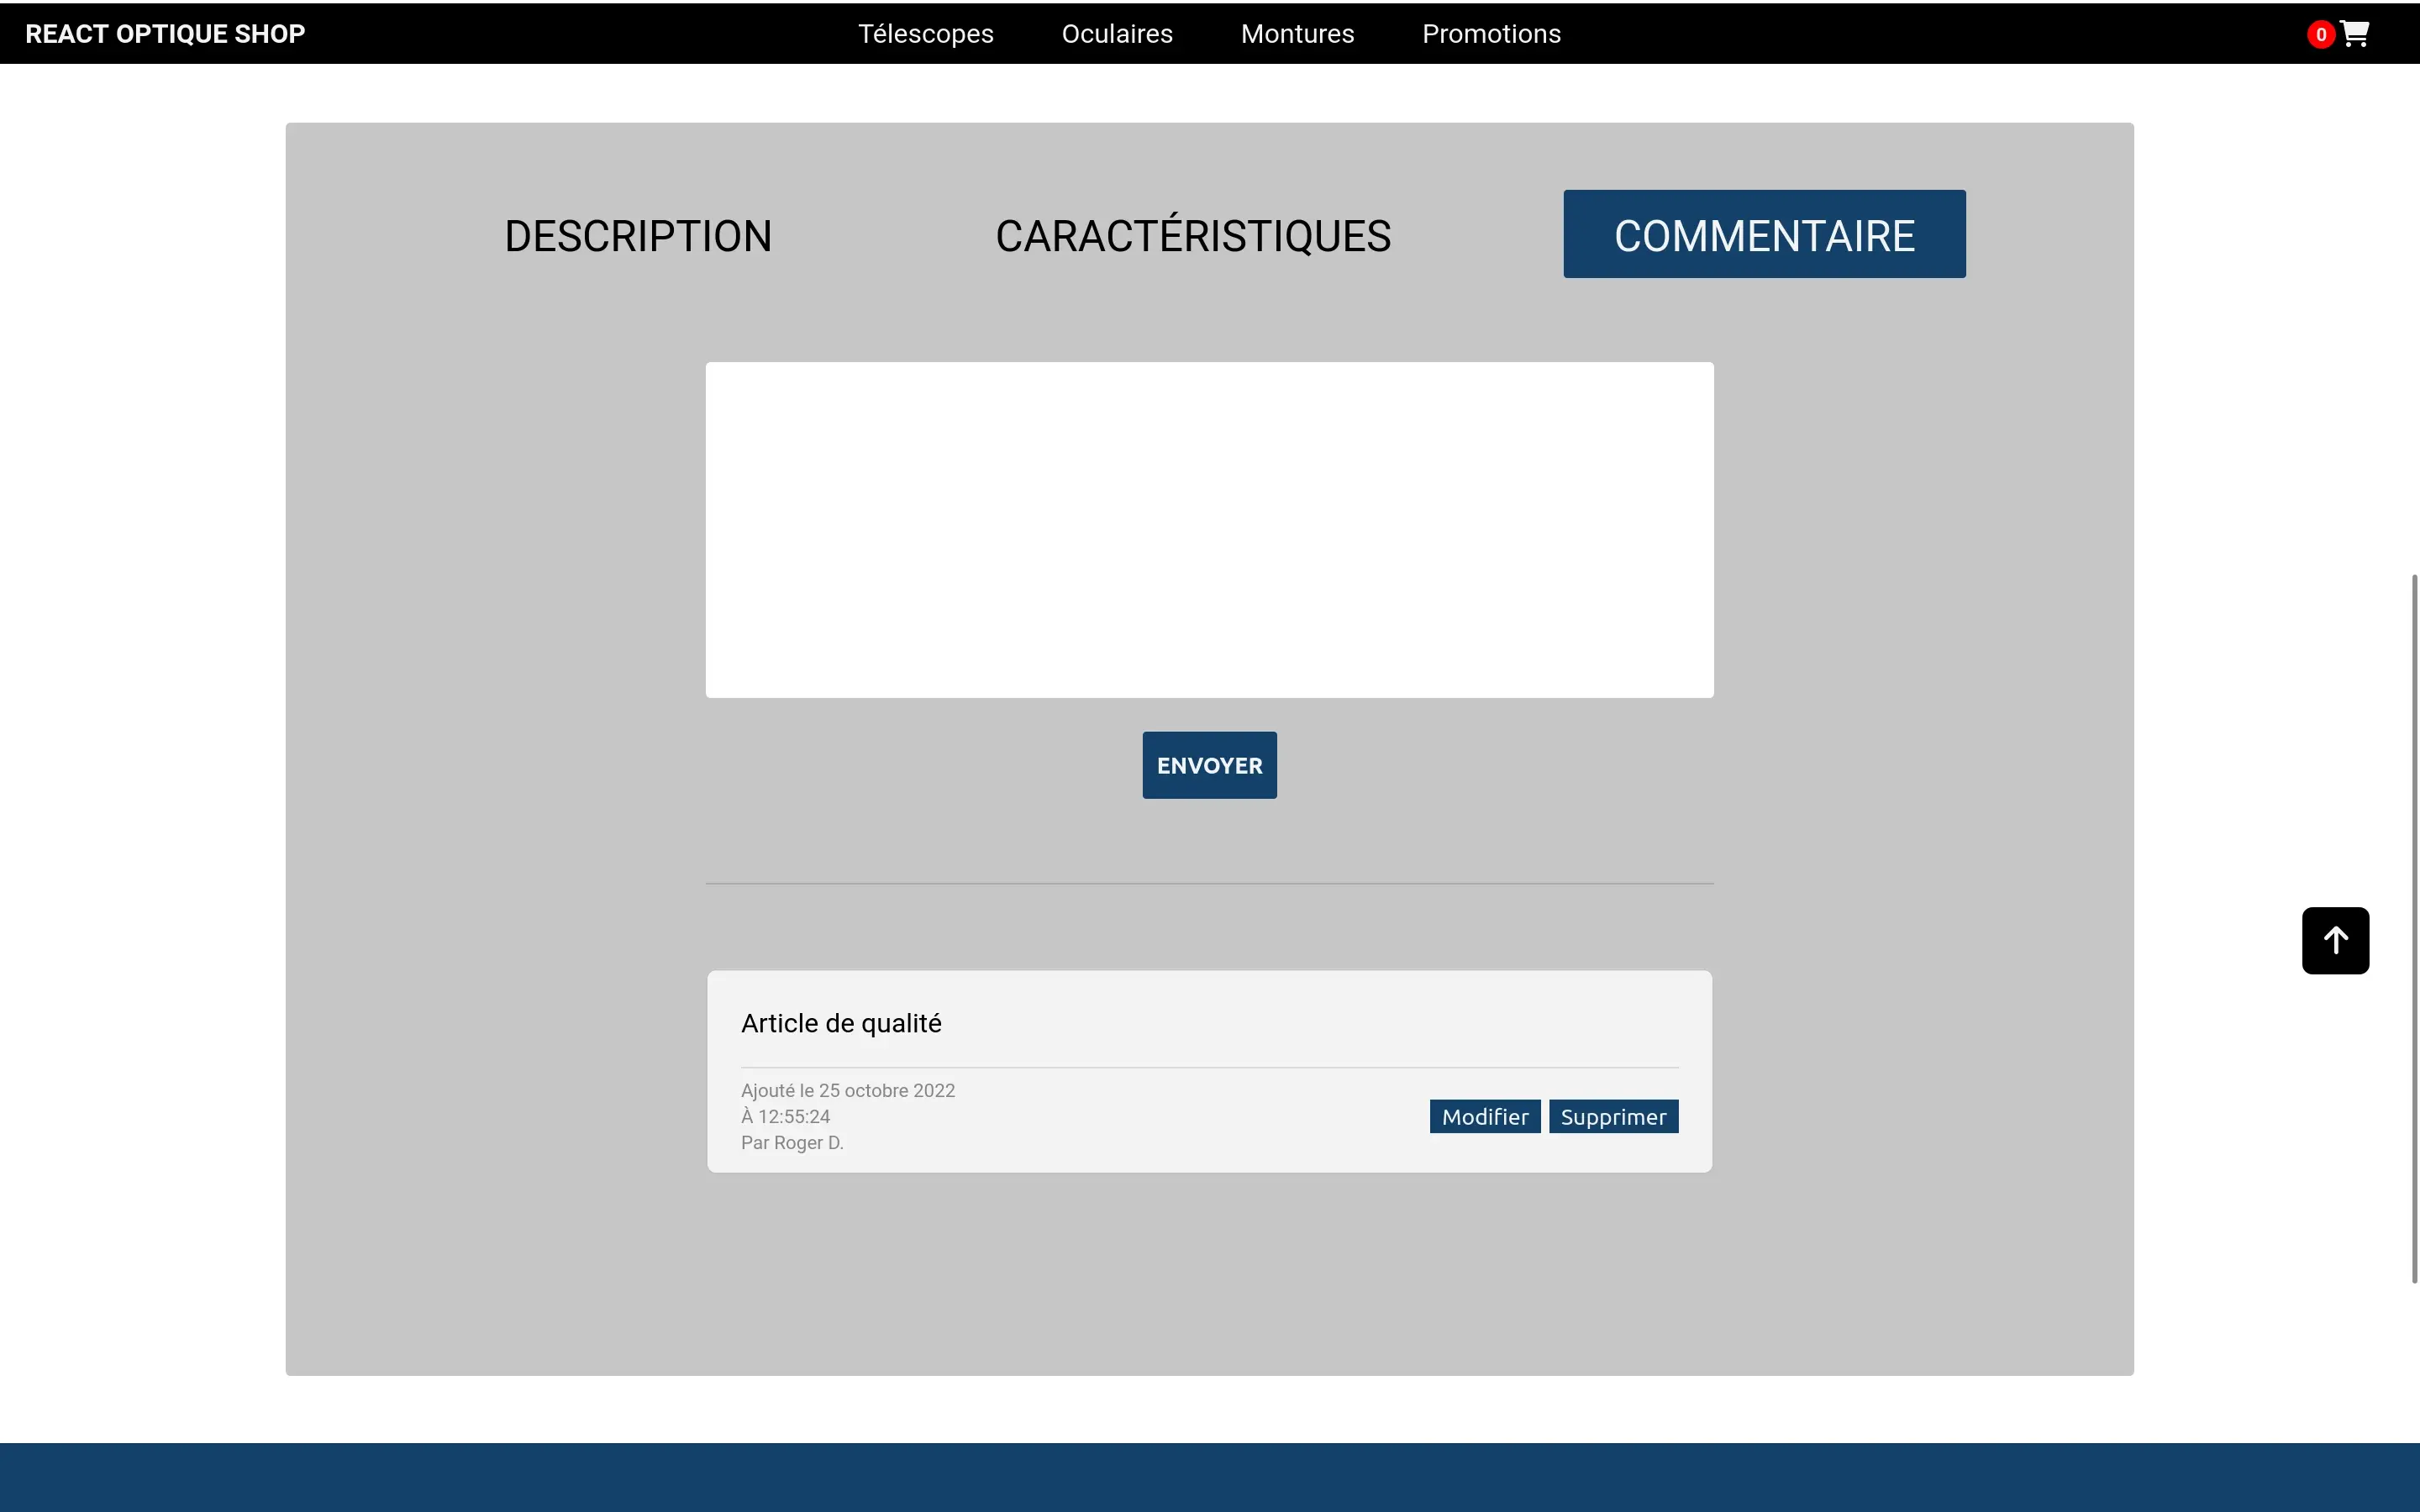 REACT OPTIQUE SHOP
Télescopes
Oculaires
Montures
Promotions
0
DESCRIPTION
CARACTÉRISTIQUES
COMMENTAIRE
ENVOYER
Article de qualité
Ajouté le 25 octobre 2022
À 12:55:24
Par Roger D.
Modifier
Supprimer